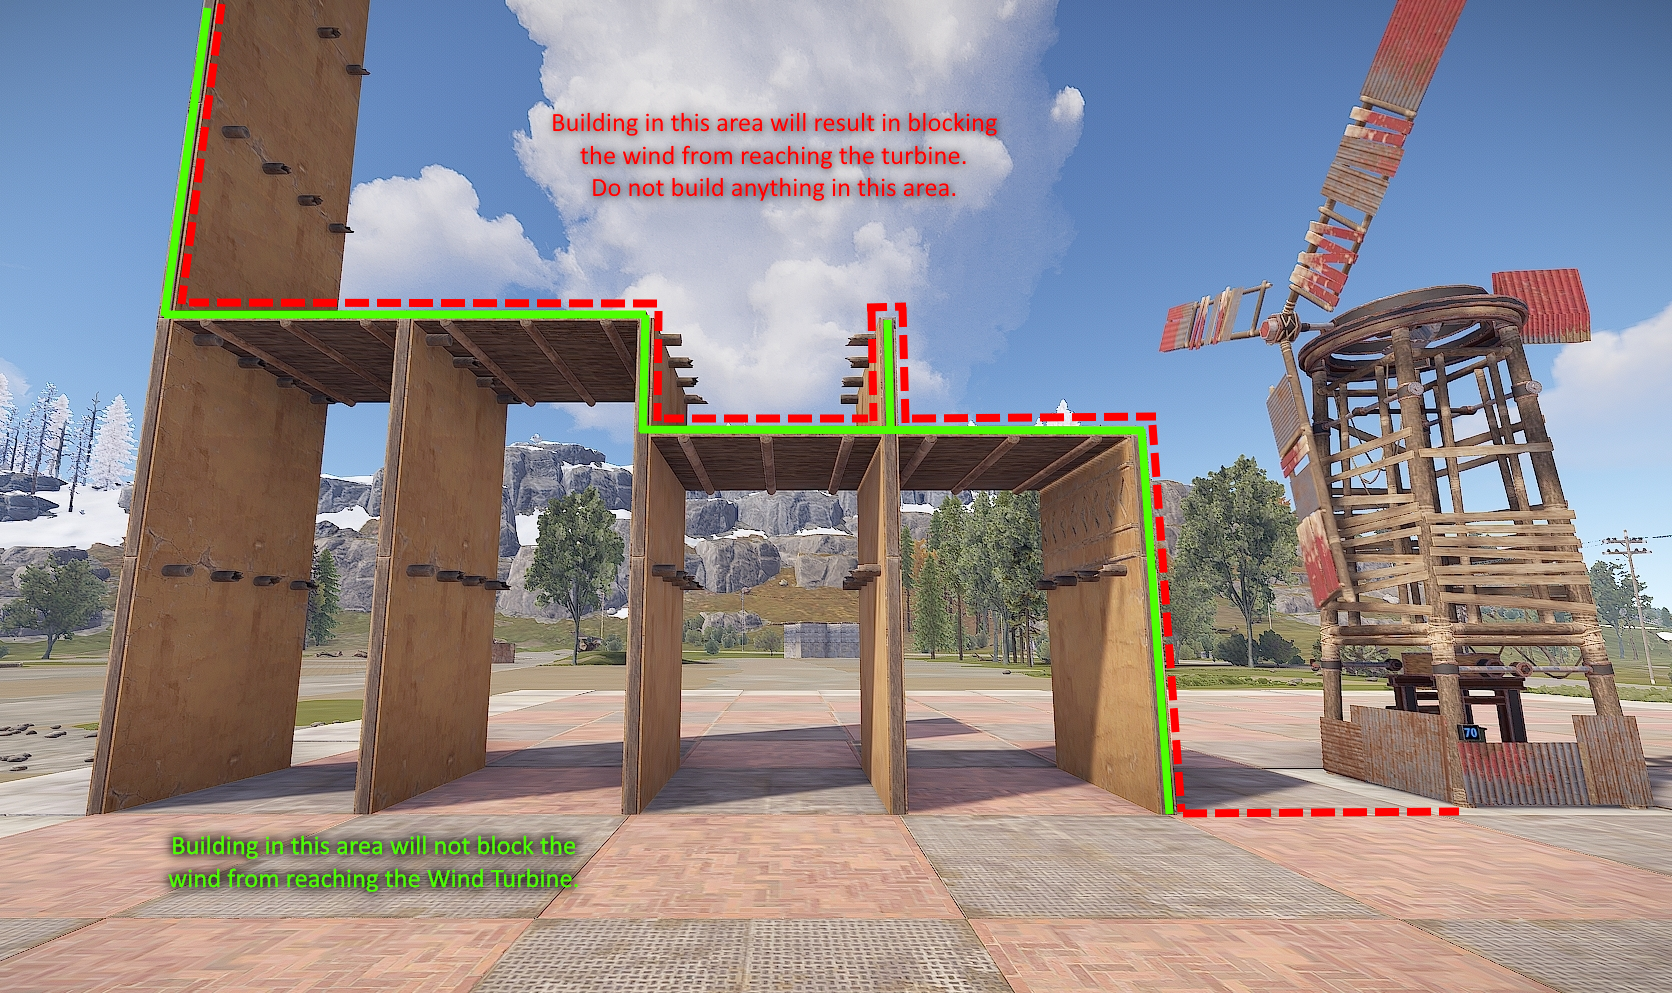 Building in this area will result in blocking
the wind from reaching the turbine.
Do not build anything in this area.
70
Building in this area will not block the
wind from reaching the Wind Turbine.